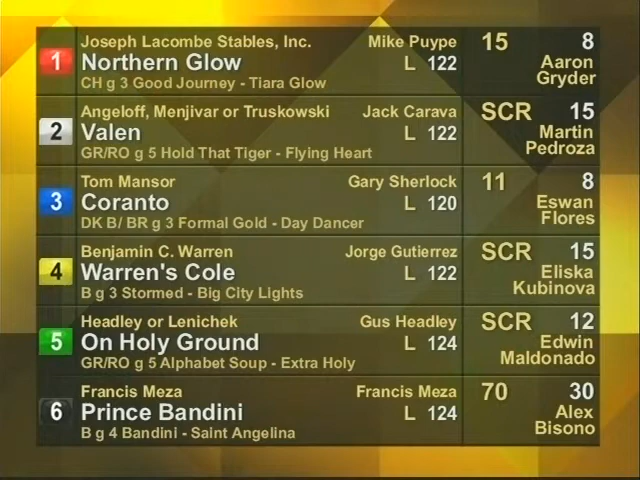 Joseph Lacombe Stables, Inc. Mike Puype 15 8
1 Northern Glow L 122 Aaron
CH g 3 Good Journey - Tiara Glow Gryder
Angeloff, Menjivar or Truskowski Jack Carava SCR 15
2 Valen L 122 Martin
GR/RO g 5 Hold That Tiger - Flying Heart Pedroza
Tom Mansor Gary Sherlock 11 8
3 Coranto L 120 Eswan
DK B/ BR g 3 Formal Gold - Day Dancer Flores
Benjamin C. Warren Jorge Gutierrez SCR 15
4 Warren's Cole L 122 Eliska
B g 3 Stormed - Big City Lights Kubinova
Headley or Lenichek Gus Headley SCR 12
5 On Holy Ground L 124 Edwin
GR/RO g 5 Alphabet Soup - Extra Holy Maldonado
Francis Meza Francis Meza 70 30
6 Prince Bandini L 124 Alex
B g 4 Bandini - Saint Angelina Bisono